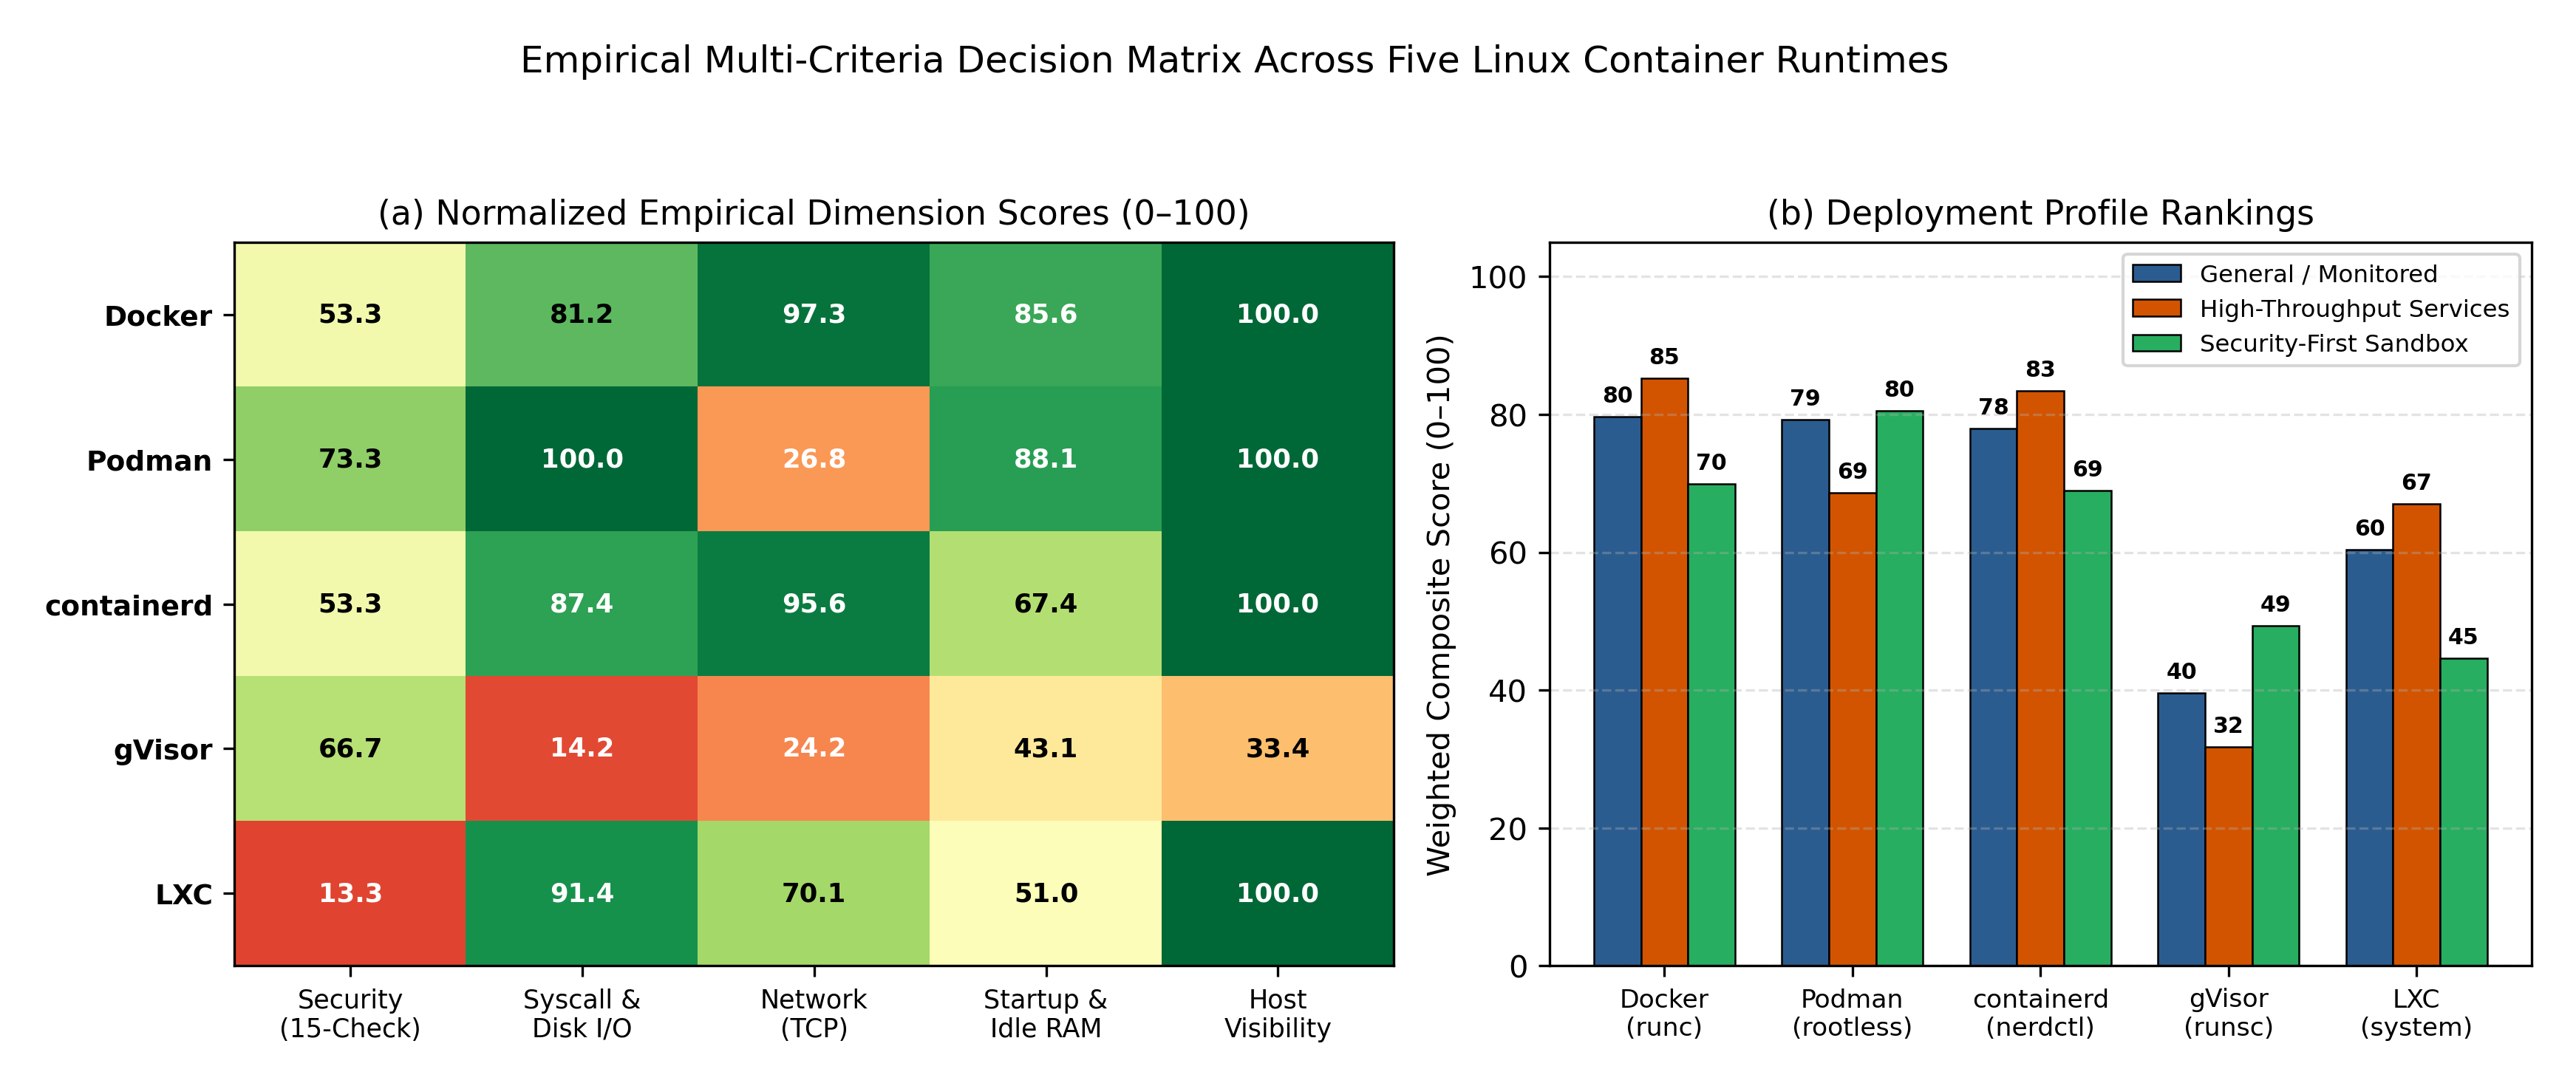 Empirical Multi-Criteria Decision Matrix Across Five Linux Container Runtimes
(a) Normalized Empirical Dimension Scores (0–100)
Docker 53.3 81.2 97.3 85.6 100.0
Podman 73.3 100.0 26.8 88.1 100.0
containerd 53.3 87.4 95.6 67.4 100.0
gVisor 66.7 14.2 24.2 43.1 33.4
LXC 13.3 91.4 70.1 51.0 100.0
Security
(15-Check)
Syscall &
Disk I/O
Network
(TCP)
Startup &
Idle RAM
Host
Visibility
(b) Deployment Profile Rankings
General / Monitored
High-Throughput Services
Security-First Sandbox
Weighted Composite Score (0–100)
100
80
60
40
20
0
80 85 70
79 69 80
78 83 69
40 32 49
60 67 45
Docker
(runc)
Podman
(rootless)
containerd
(nerdctl)
gVisor
(runsc)
LXC
(system)